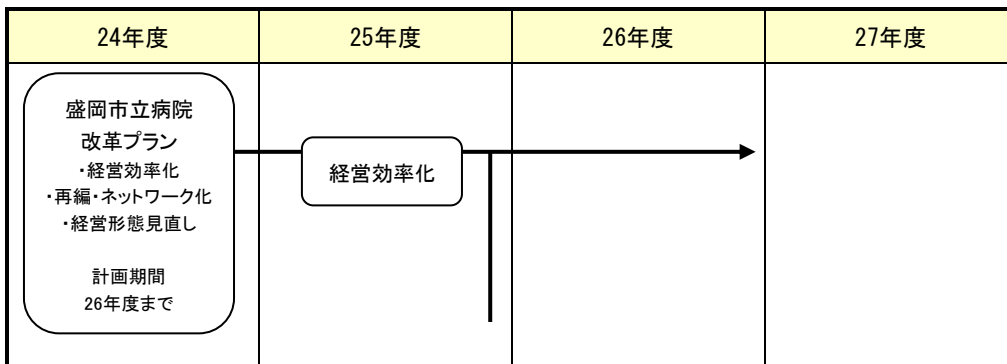 24年度
25年度
26年度
27年度
盛岡市立病院
改革プラン
・経営効率化
・再編・ネットワーク化
・経営形態見直し
計画期間
26年度まで
経営効率化